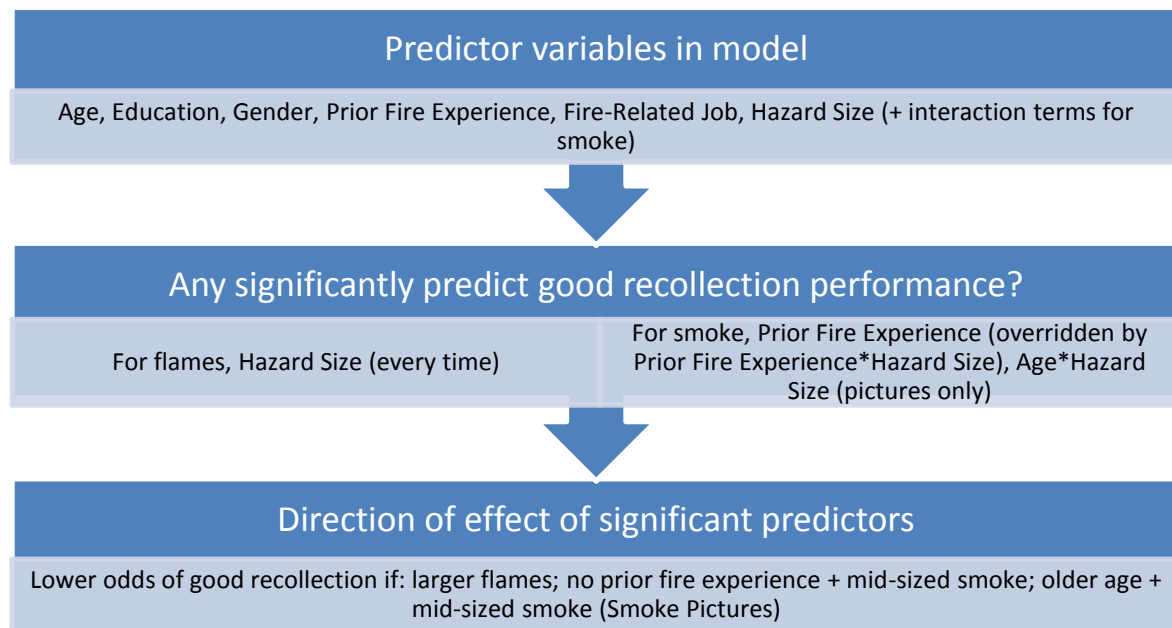 Predictor variables in model
Age, Education, Gender, Prior Fire Experience, Fire-Related Job, Hazard Size (+ interaction terms for
smoke)
Any significantly predict good recollection performance?
For flames, Hazard Size (every time)
For smoke, Prior Fire Experience (overridden by
Prior Fire Experience*Hazard Size), Age*Hazard
Size (pictures only)
Direction of effect of significant predictors
Lower odds of good recollection if: larger flames; no prior fire experience + mid-sized smoke; older age +
mid-sized smoke (Smoke Pictures)